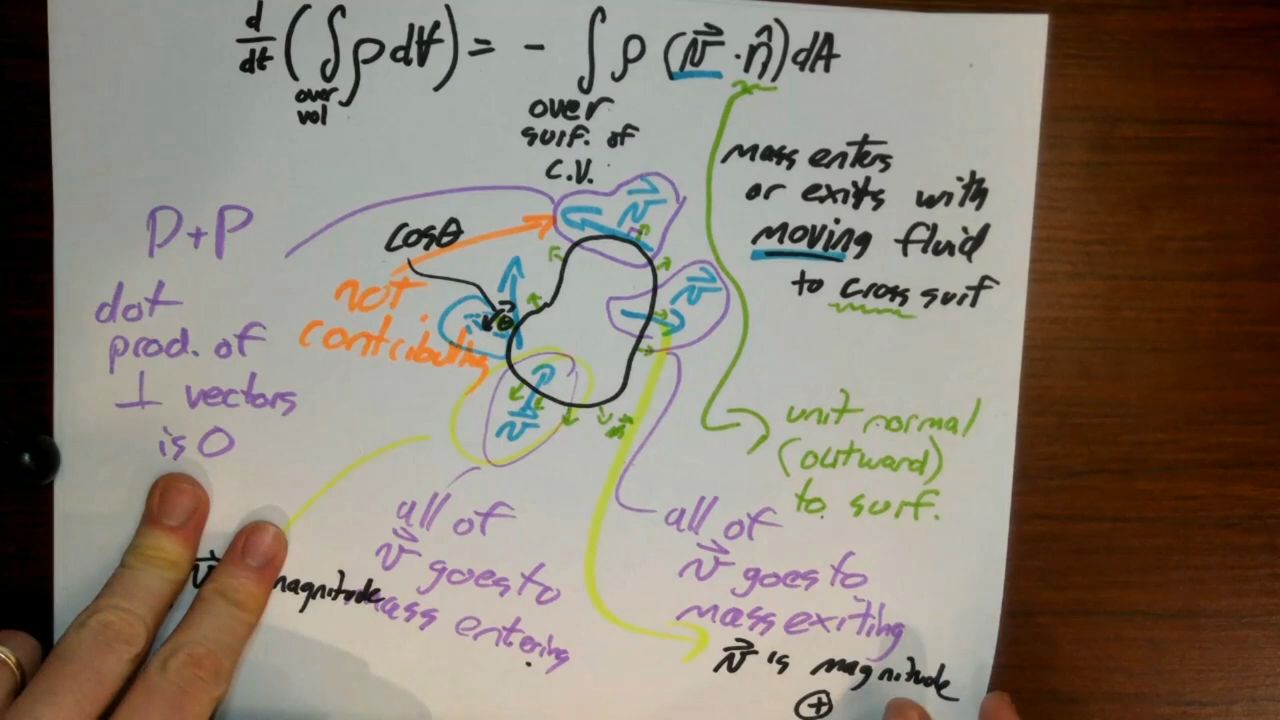 d/dt ( ∫ ρ dV ) = - ∫ ρ (v⃗ · n̂) dA
over vol
over
surf. of
C.V.
mass enters
or exits with
moving fluid
to cross surf
P+P
cosθ
v⃗
v⃗
θ
v⃗
n̂
not
contributing
dot
prod. of
⊥ vectors
is 0
unit normal
(outward)
to surf.
all of
v⃗ goes to
mass entering
all of
v⃗ goes to
mass exiting
v⃗ magnitude
v⃗ is magnitude
+